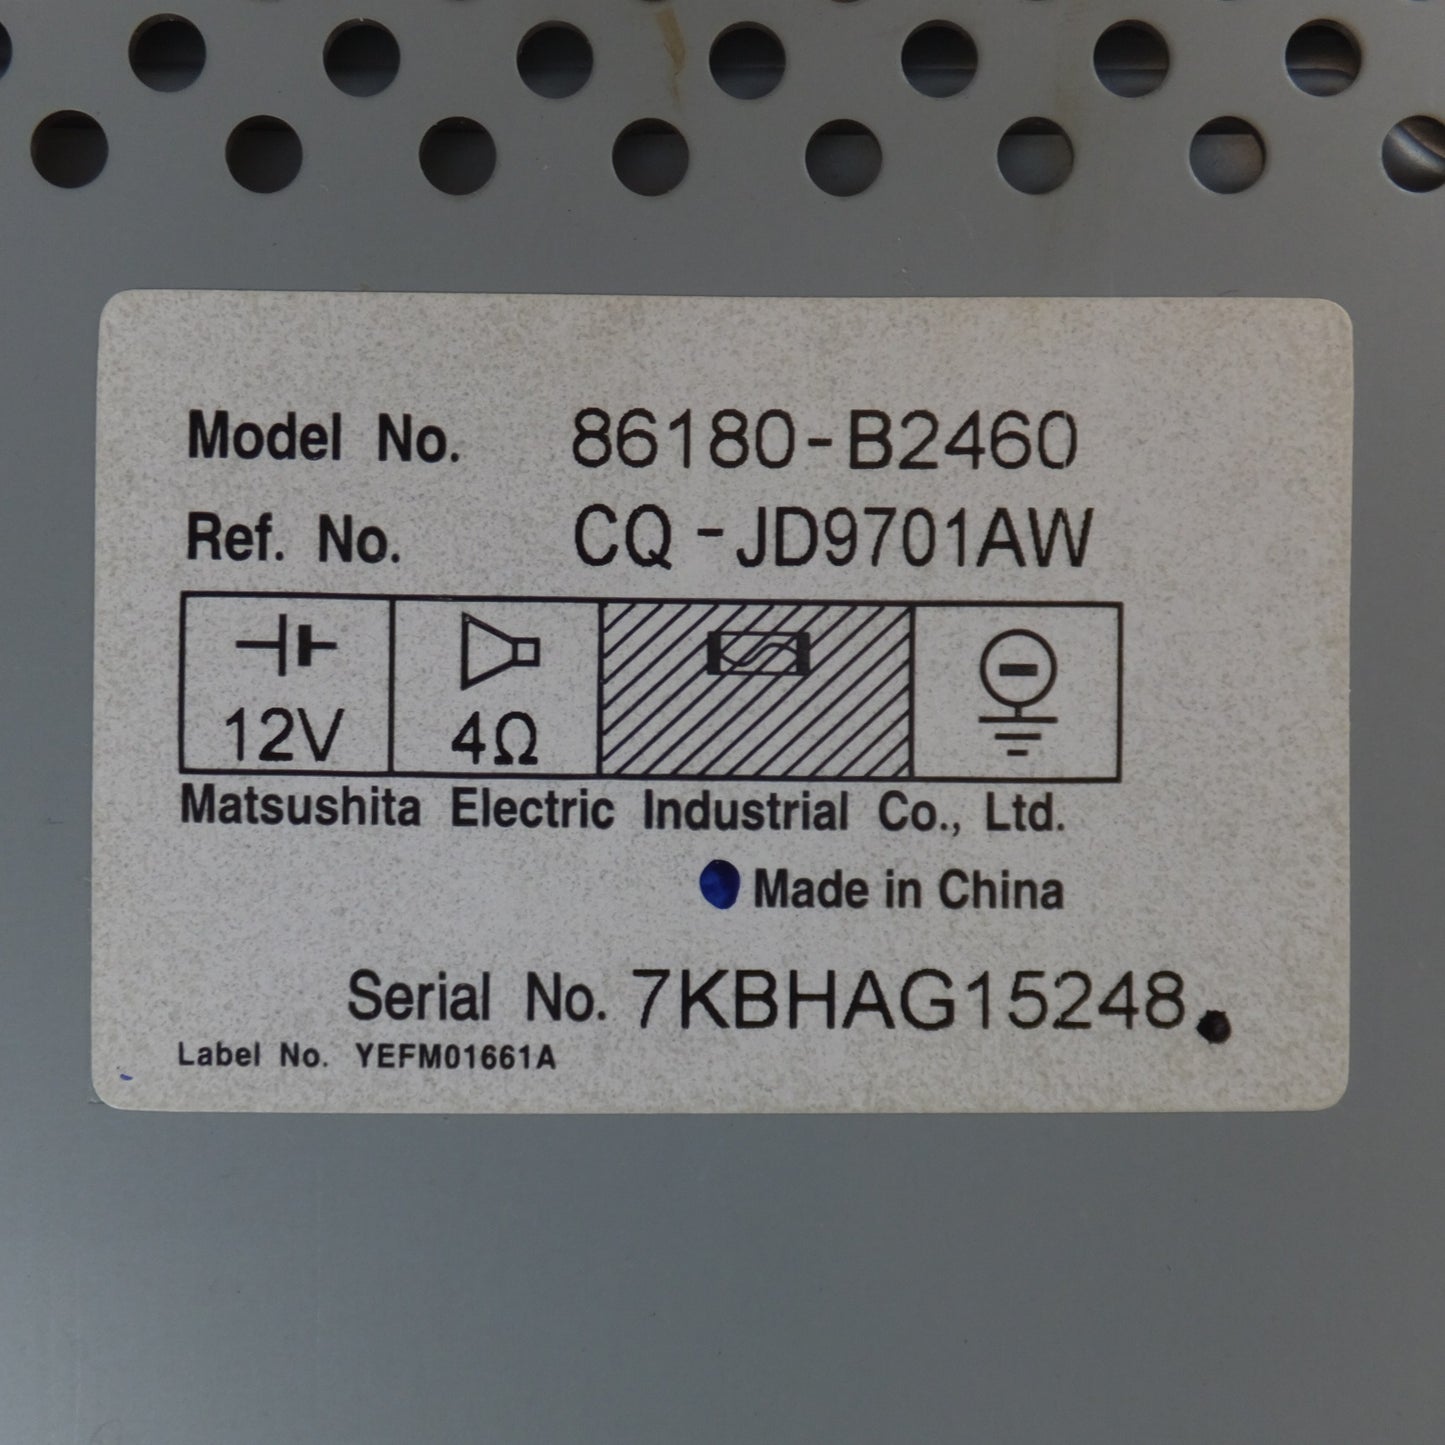 Model No. 86180-B2460
Ref. No. CQ-JD9701AW
12V 4Ω
Matsushita Electric Industrial Co., Ltd.
Made in China
Serial No. 7KBHAG15248
Label No. YEFM01661A